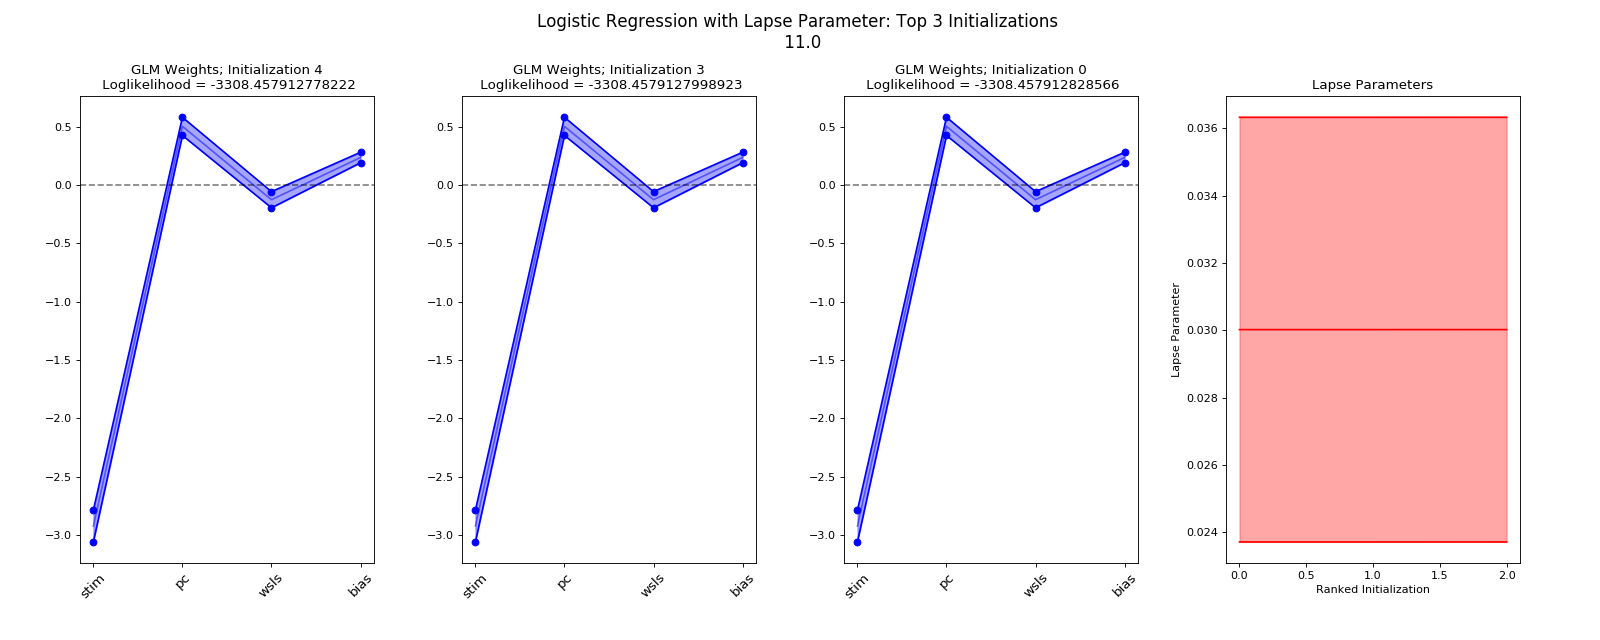 Logistic Regression with Lapse Parameter: Top 3 Initializations
11.0
GLM Weights; Initialization 4
Loglikelihood = -3308.457912778222
0.5
0.0
−0.5
−1.0
−1.5
−2.0
−2.5
−3.0
stim
pc
wsls
bias
GLM Weights; Initialization 3
Loglikelihood = -3308.4579127998923
0.5
0.0
−0.5
−1.0
−1.5
−2.0
−2.5
−3.0
stim
pc
wsls
bias
GLM Weights; Initialization 0
Loglikelihood = -3308.457912828566
0.5
0.0
−0.5
−1.0
−1.5
−2.0
−2.5
−3.0
stim
pc
wsls
bias
Lapse Parameters
Lapse Parameter
0.036
0.034
0.032
0.030
0.028
0.026
0.024
0.0
0.5
1.0
1.5
2.0
Ranked Initialization